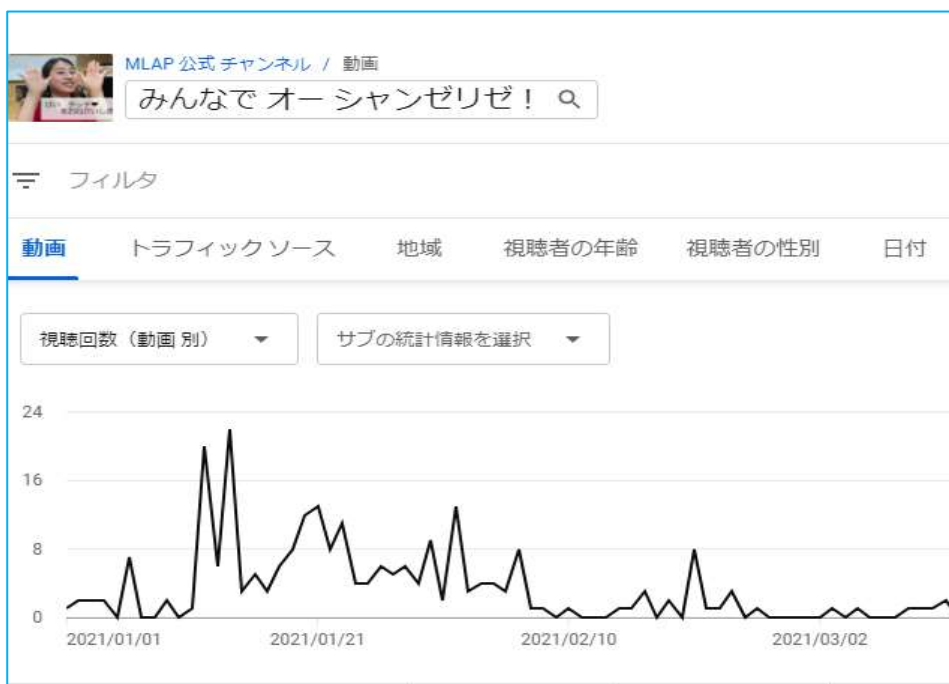 MLAP 公式 チャンネル / 動画
みんなで オー シャンゼリゼ！
フィルタ
動画 トラフィック ソース 地域 視聴者の年齢 視聴者の性別 日付
視聴回数（動画 別） サブの統計情報を選択
24
16
8
0
2021/01/01 2021/01/21 2021/02/10 2021/03/02